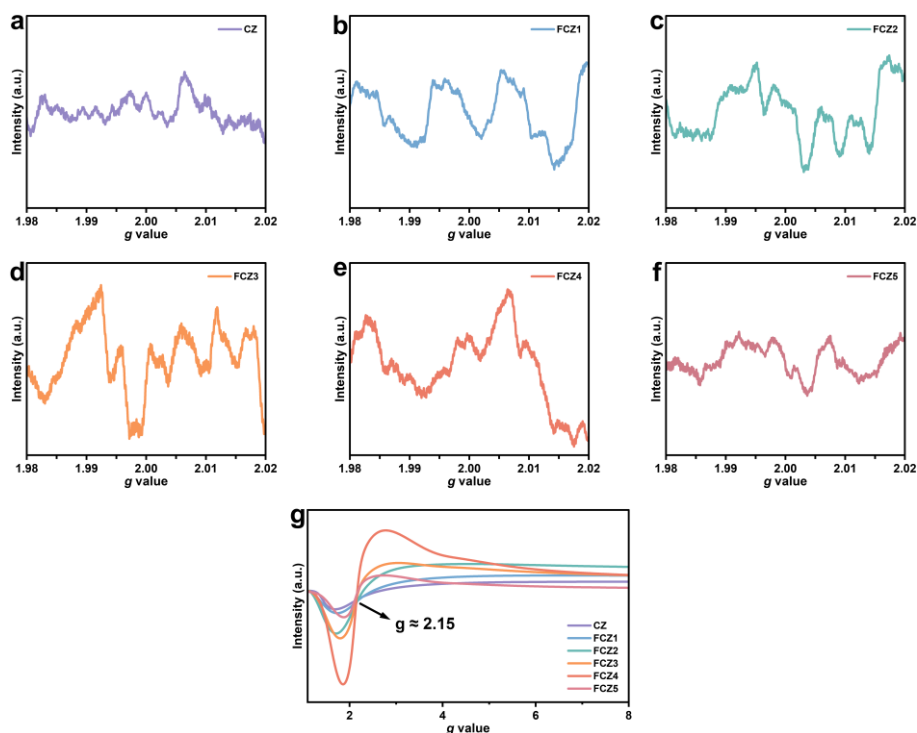 a
CZ
Intensity (a.u.)
1.98 1.99 2.00 2.01 2.02
g value
b
FCZ1
Intensity (a.u.)
1.98 1.99 2.00 2.01 2.02
g value
c
FCZ2
Intensity (a.u.)
1.98 1.99 2.00 2.01 2.02
g value
d
FCZ3
Intensity (a.u.)
1.98 1.99 2.00 2.01 2.02
g value
e
FCZ4
Intensity (a.u.)
1.98 1.99 2.00 2.01 2.02
g value
f
FCZ5
Intensity (a.u.)
1.98 1.99 2.00 2.01 2.02
g value
g
Intensity (a.u.)
g ≈ 2.15
CZ
FCZ1
FCZ2
FCZ3
FCZ4
FCZ5
2 4 6 8
g value